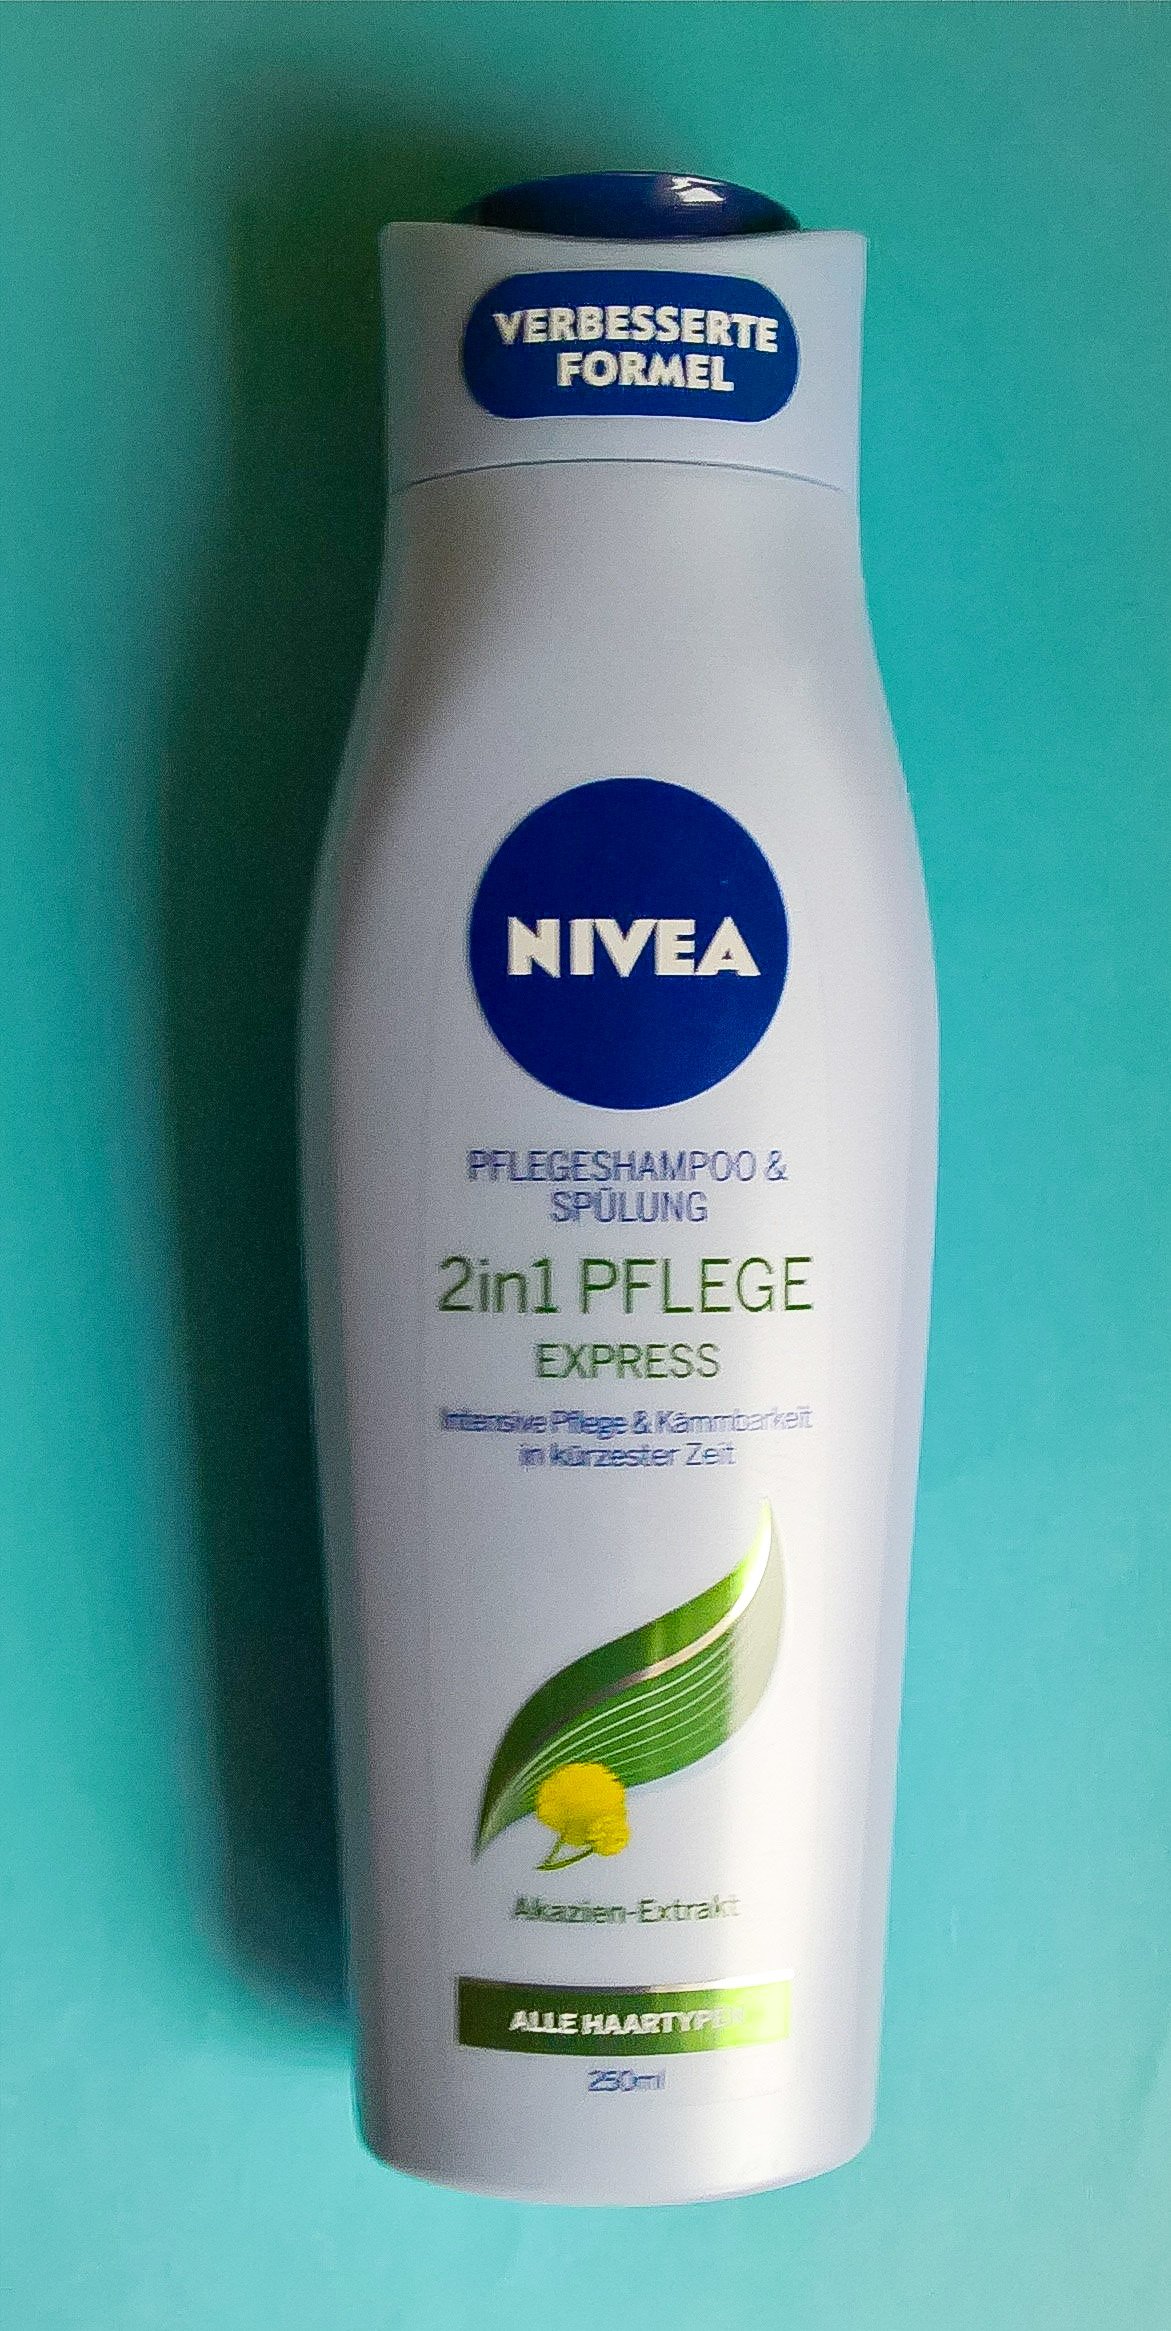 VERBESSERTE
FORMEL
NIVEA
PFLEGESHAMPOO &
SPÜLUNG
2in1 PFLEGE
EXPRESS
Intensive Pflege & Kämmbarkeit
in kürzester Zeit
Akazien-Extrakt
ALLE HAARTYPEN
250ml